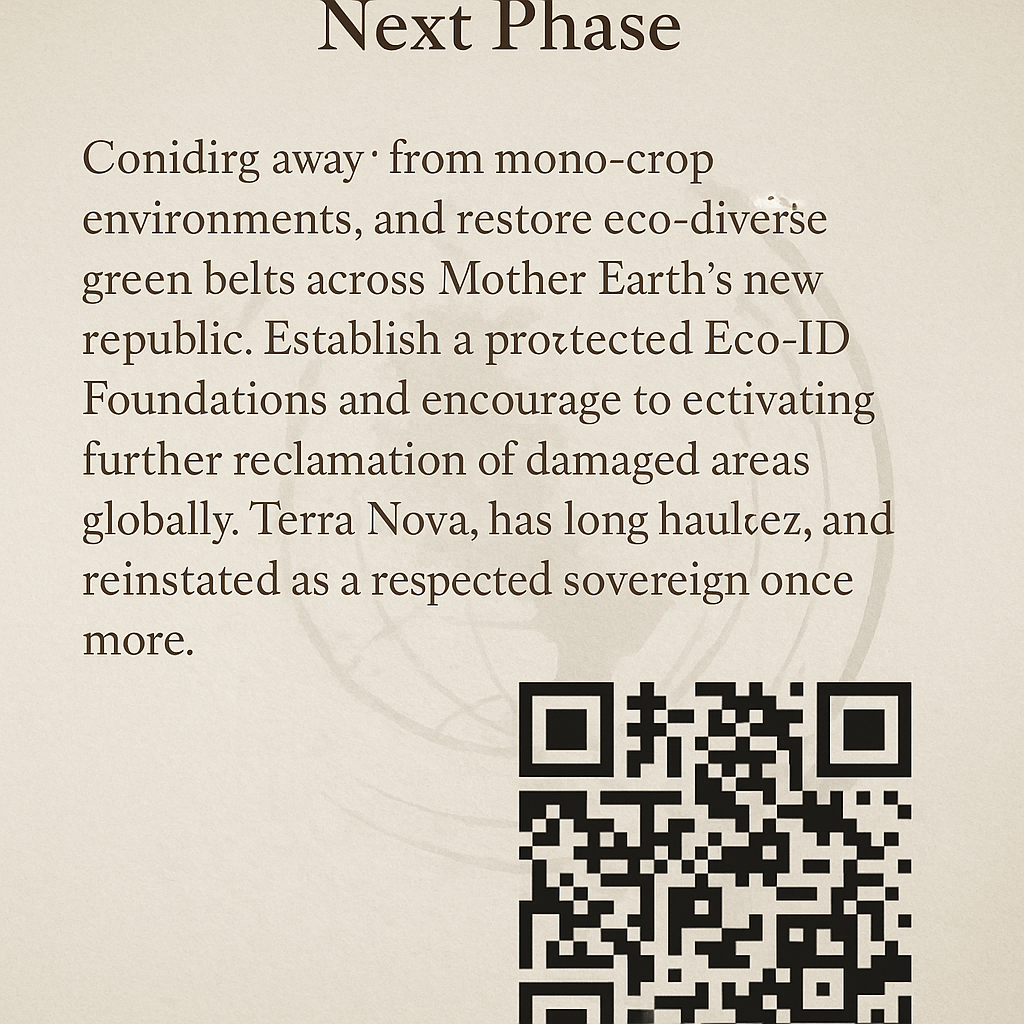 Next Phase
Conidirg away · from mono-crop
environments, and restore eco-diverse
green belts across Mother Earth’s new
republic. Establish a protected Eco-ID
Foundations and encourage to ectivating
further reclamation of damaged areas
globally. Terra Nova, has long and
reinstated as a respected sovereign once
more.